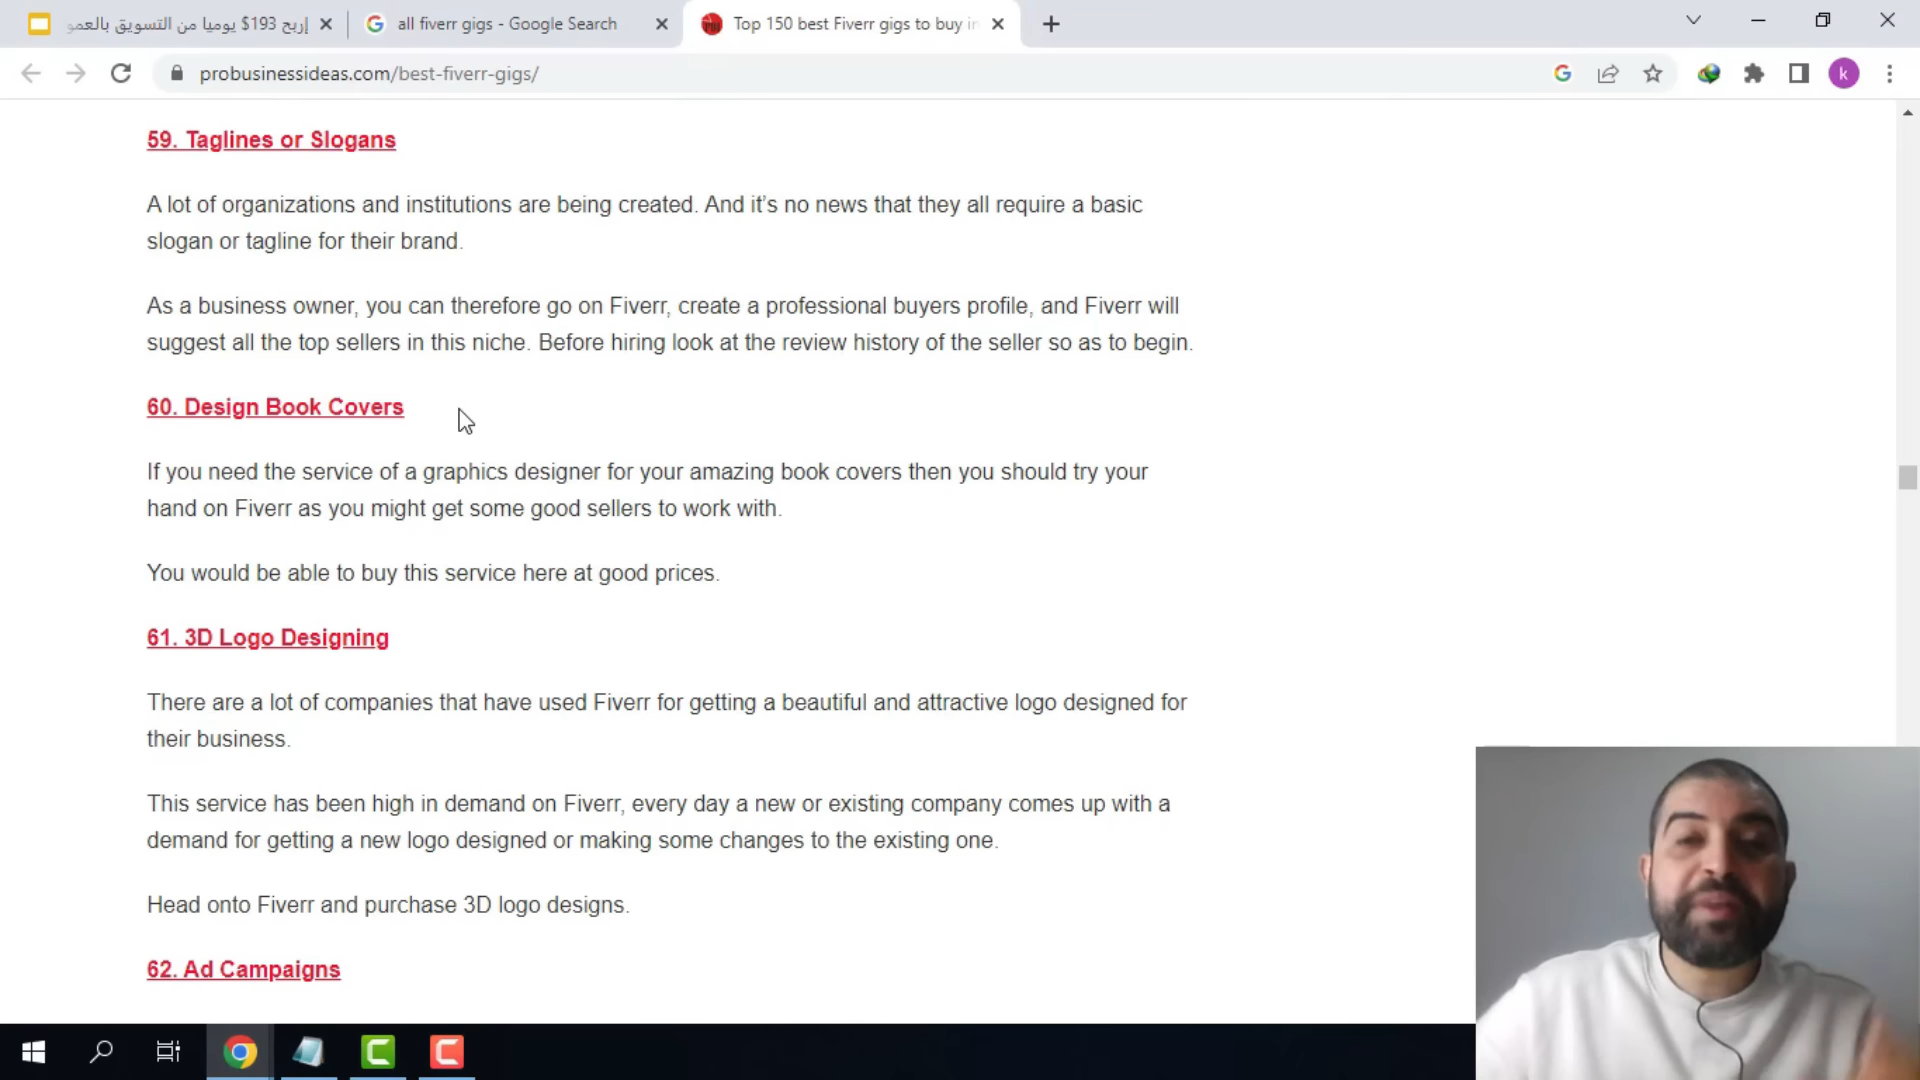 إربح 193$ يوميا من التسويق بالعمو
all fiverr gigs - Google Search
Top 150 best Fiverr gigs to buy in
probusinessideas.com/best-fiverr-gigs/
k
59. Taglines or Slogans
A lot of organizations and institutions are being created. And it’s no news that they all require a basic
slogan or tagline for their brand.
As a business owner, you can therefore go on Fiverr, create a professional buyers profile, and Fiverr will
suggest all the top sellers in this niche. Before hiring look at the review history of the seller so as to begin.
60. Design Book Covers
If you need the service of a graphics designer for your amazing book covers then you should try your
hand on Fiverr as you might get some good sellers to work with.
You would be able to buy this service here at good prices.
61. 3D Logo Designing
There are a lot of companies that have used Fiverr for getting a beautiful and attractive logo designed for
their business.
This service has been high in demand on Fiverr, every day a new or existing company comes up with a
demand for getting a new logo designed or making some changes to the existing one.
Head onto Fiverr and purchase 3D logo designs.
62. Ad Campaigns